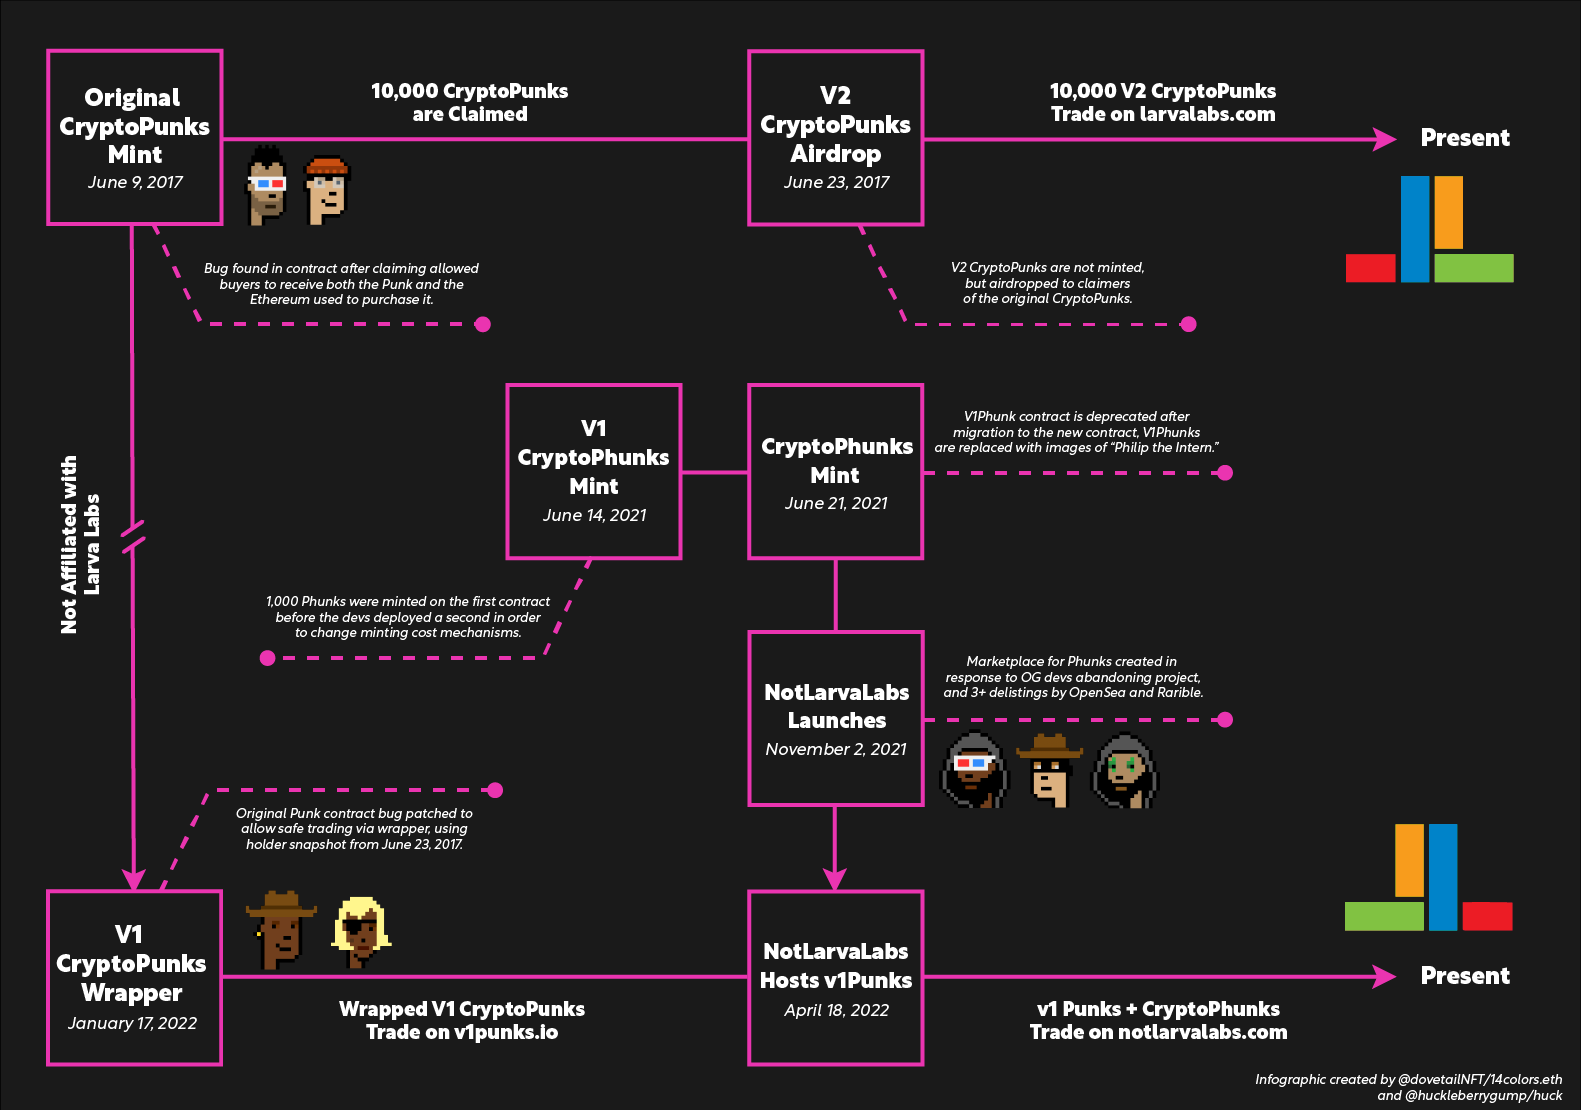 Original
CryptoPunks
Mint
June 9, 2017
10,000 CryptoPunks
are Claimed
V2
CryptoPunks
Airdrop
June 23, 2017
10,000 V2 CryptoPunks
Trade on larvalabs.com
Present
Bug found in contract after claiming allowed
buyers to receive both the Punk and the
Ethereum used to purchase it.
V2 CryptoPunks are not minted,
but airdropped to claimers
of the original CryptoPunks.
Not Affiliated with
Larva Labs
V1
CryptoPhunks
Mint
June 14, 2021
CryptoPhunks
Mint
June 21, 2021
V1Phunk contract is deprecated after
migration to the new contract, V1Phunks
are replaced with images of “Philip the Intern.”
1,000 Phunks were minted on the first contract
before the devs deployed a second in order
to change minting cost mechanisms.
NotLarvaLabs
Launches
November 2, 2021
Marketplace for Phunks created in
response to OG devs abandoning project,
and 3+ delistings by OpenSea and Rarible.
Original Punk contract bug patched to
allow safe trading via wrapper, using
holder snapshot from June 23, 2017.
V1
CryptoPunks
Wrapper
January 17, 2022
Wrapped V1 CryptoPunks
Trade on v1punks.io
NotLarvaLabs
Hosts v1Punks
April 18, 2022
v1 Punks + CryptoPhunks
Trade on notlarvalabs.com
Present
Infographic created by @dovetailNFT/14colors.eth
and @huckleberrygump/huck